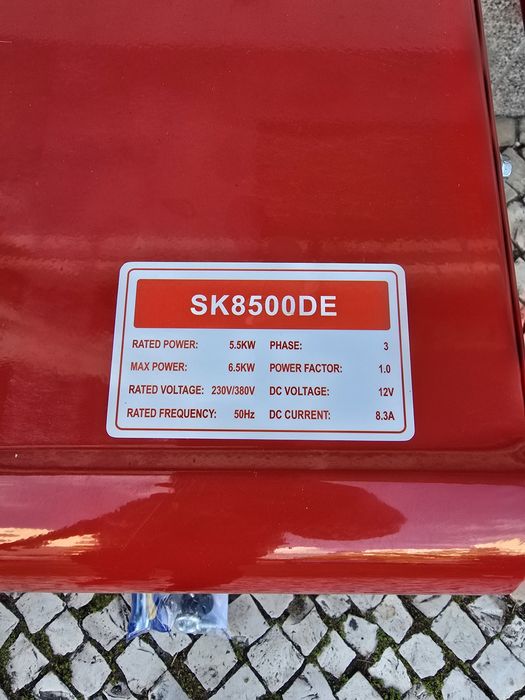 SK8500DE
RATED POWER: 5.5KW PHASE: 3
MAX POWER: 6.5KW POWER FACTOR: 1.0
RATED VOLTAGE: 230V/380V DC VOLTAGE: 12V
RATED FREQUENCY: 50Hz DC CURRENT: 8.3A